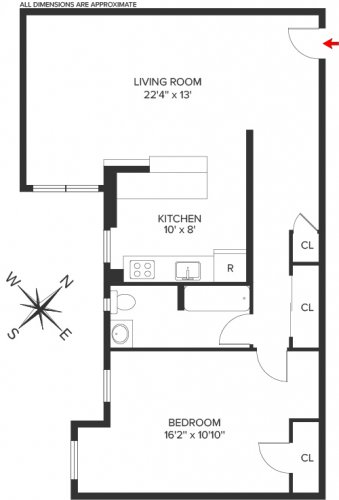 ALL DIMENSIONS ARE APPROXIMATE
LIVING ROOM
22'4" x 13'
KITCHEN
10' x 8'
R
CL
CL
W
N
S
E
BEDROOM
16'2" x 10'10"
CL